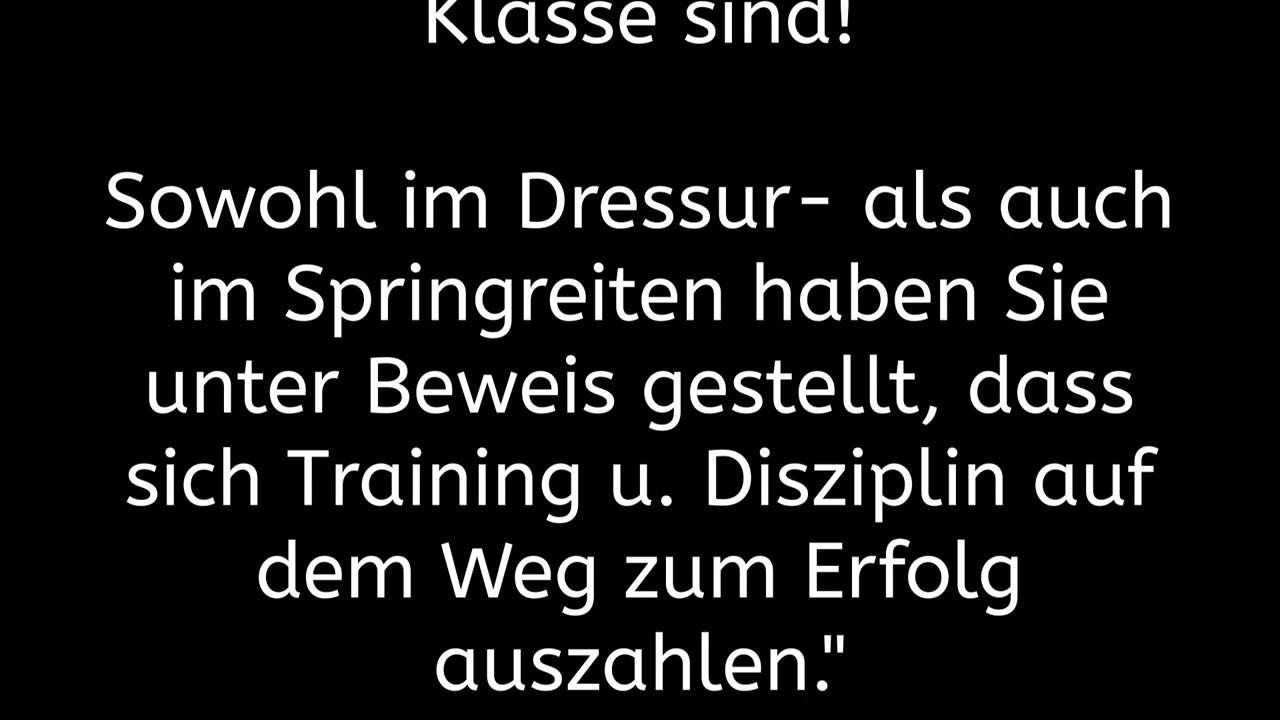 Klasse sind!
Sowohl im Dressur- als auch
im Springreiten haben Sie
unter Beweis gestellt, dass
sich Training u. Disziplin auf
dem Weg zum Erfolg
auszahlen."